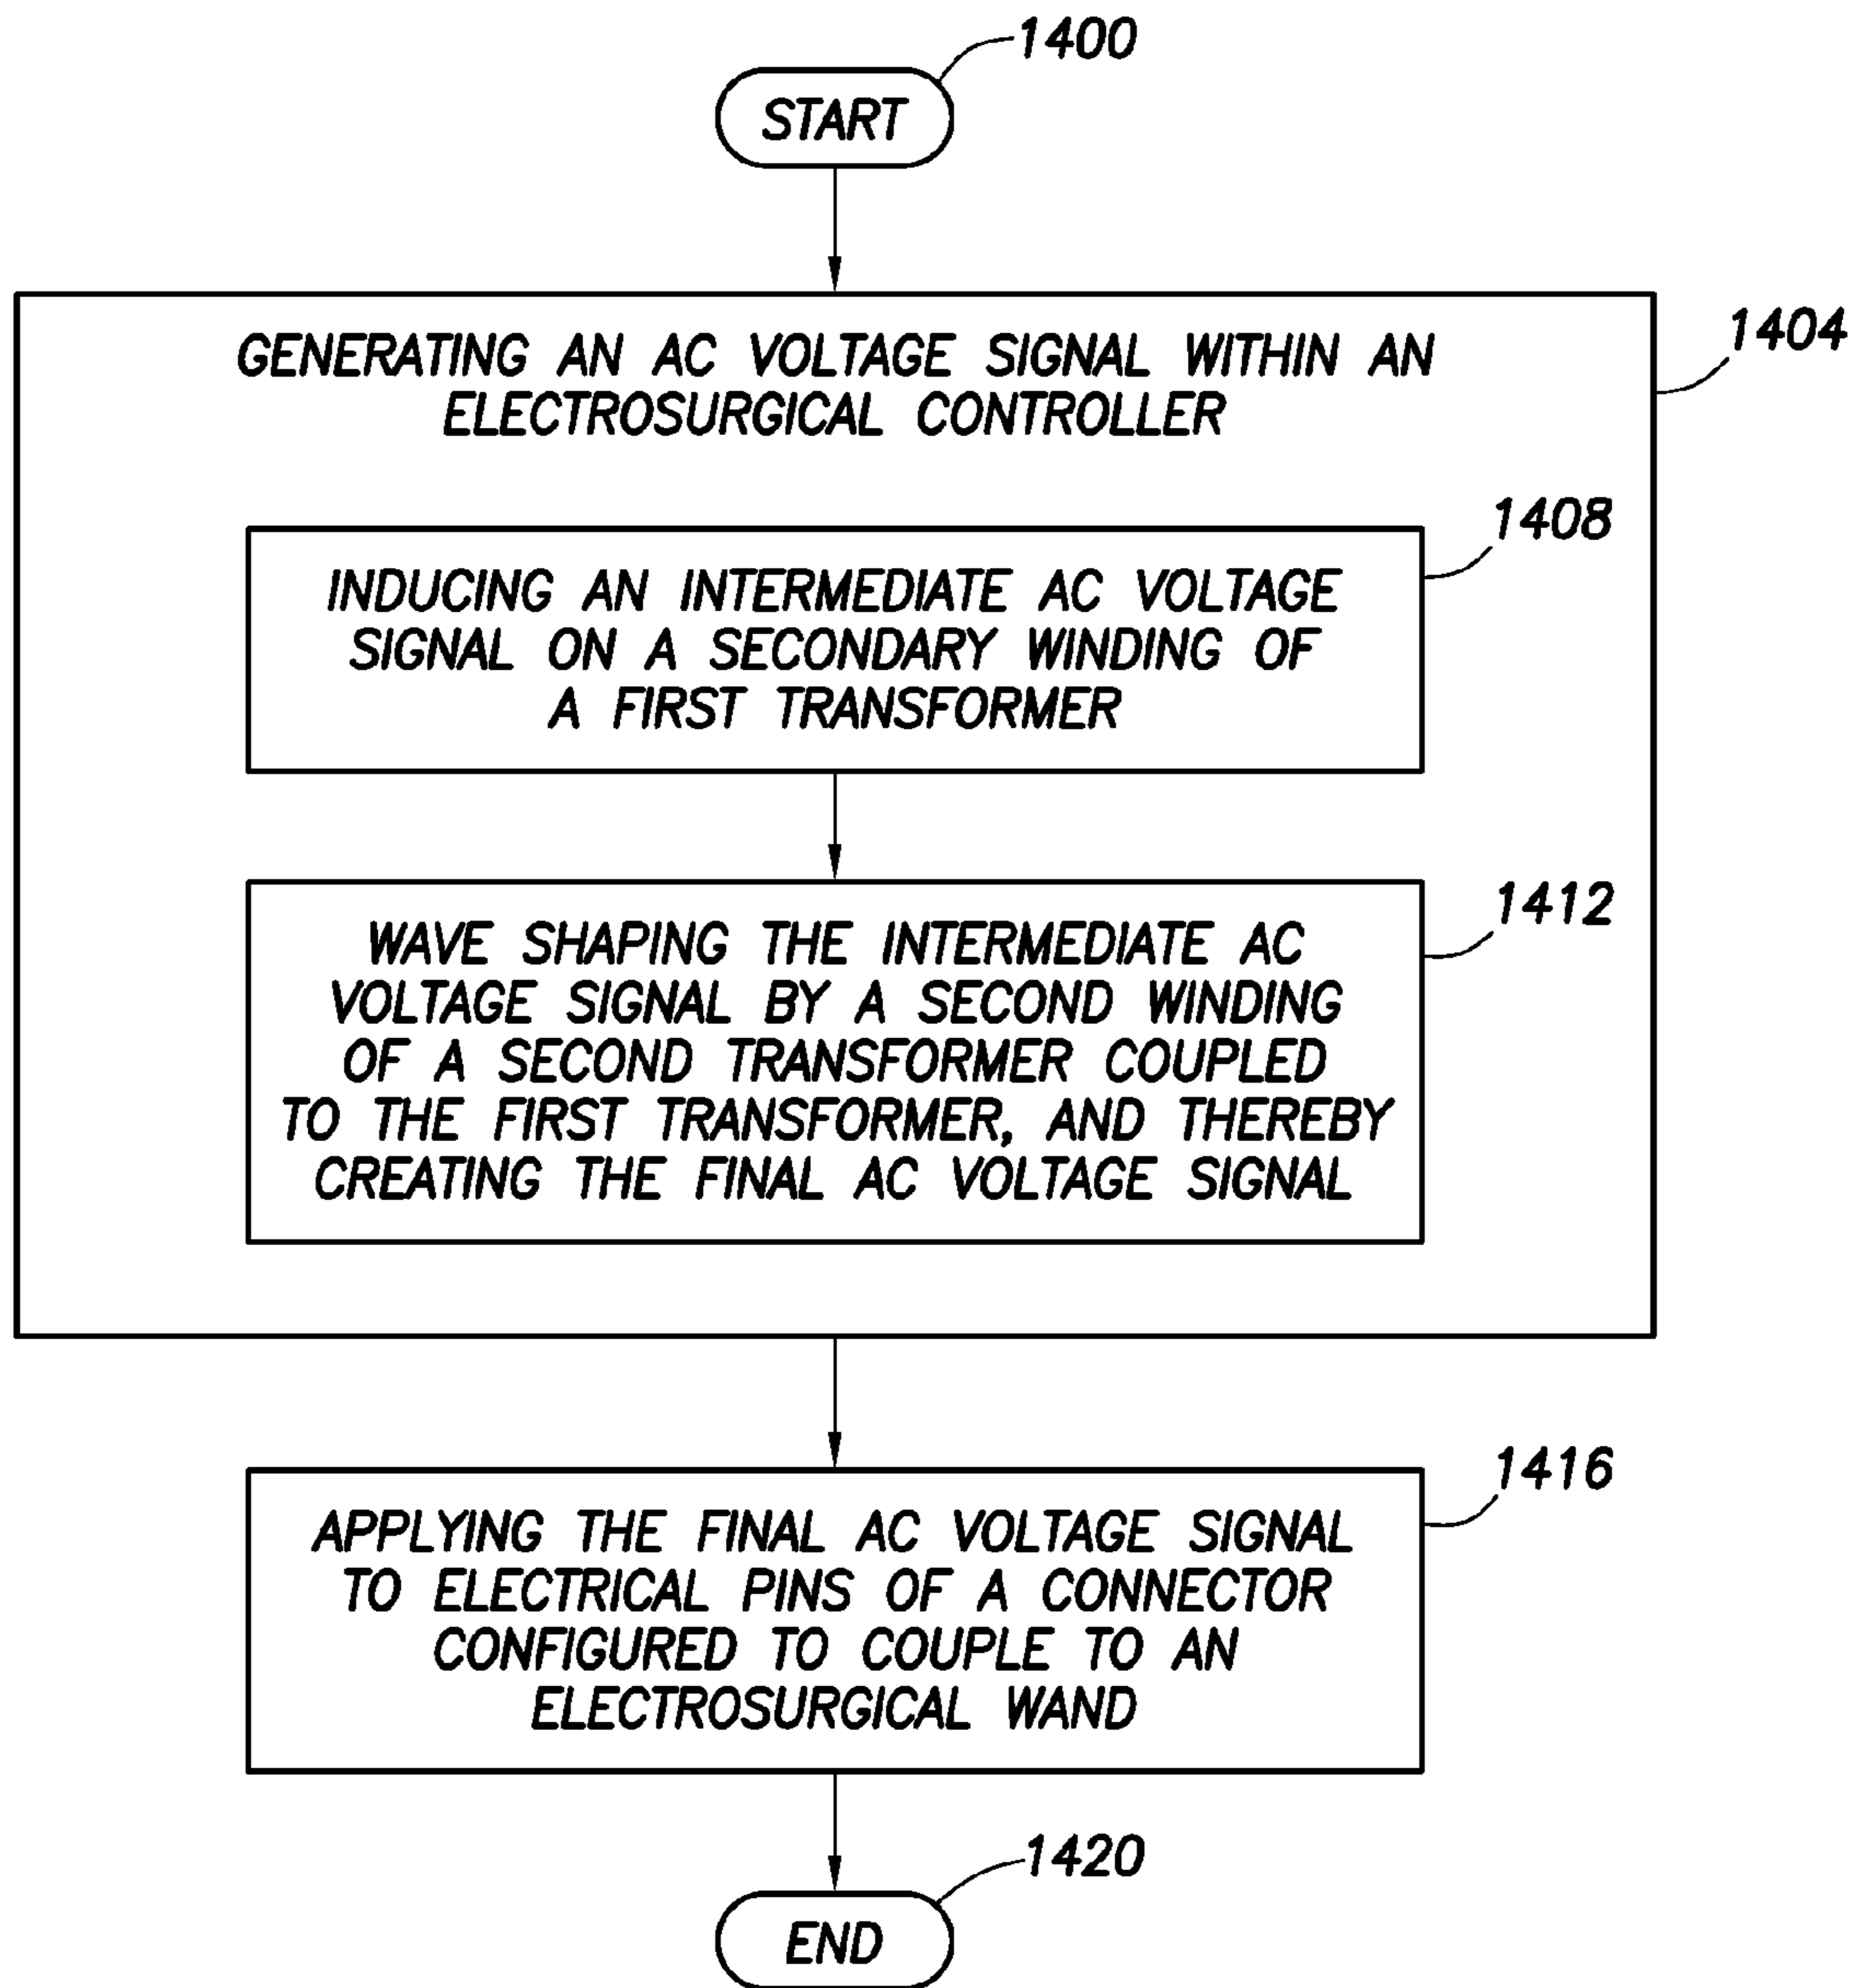 1400
START
1404
GENERATING AN AC VOLTAGE SIGNAL WITHIN AN
ELECTROSURGICAL CONTROLLER
1408
INDUCING AN INTERMEDIATE AC VOLTAGE
SIGNAL ON A SECONDARY WINDING OF
A FIRST TRANSFORMER
1412
WAVE SHAPING THE INTERMEDIATE AC
VOLTAGE SIGNAL BY A SECOND WINDING
OF A SECOND TRANSFORMER COUPLED
TO THE FIRST TRANSFORMER, AND THEREBY
CREATING THE FINAL AC VOLTAGE SIGNAL
1416
APPLYING THE FINAL AC VOLTAGE SIGNAL
TO ELECTRICAL PINS OF A CONNECTOR
CONFIGURED TO COUPLE TO AN
ELECTROSURGICAL WAND
1420
END